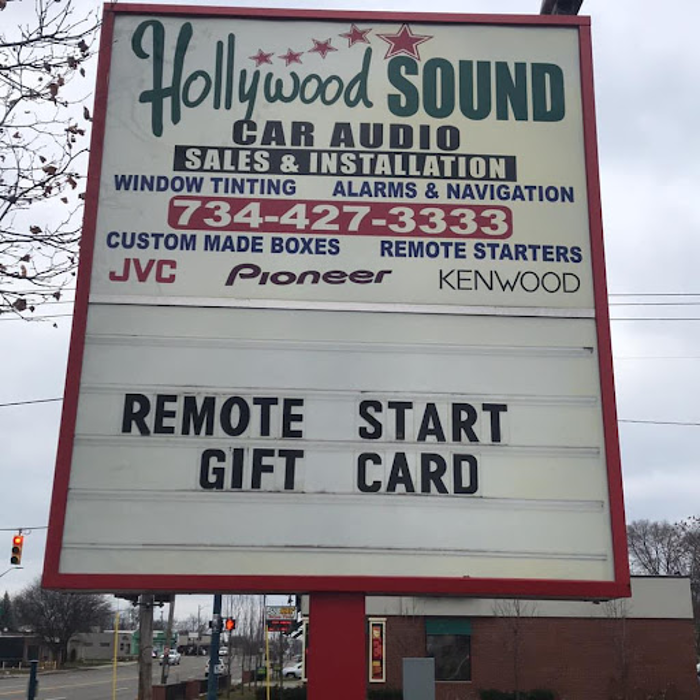 Hollywood SOUND
CAR AUDIO
SALES & INSTALLATION
WINDOW TINTING ALARMS & NAVIGATION
734-427-3333
CUSTOM MADE BOXES REMOTE STARTERS
JVC Pioneer KENWOOD
REMOTE START
GIFT CARD